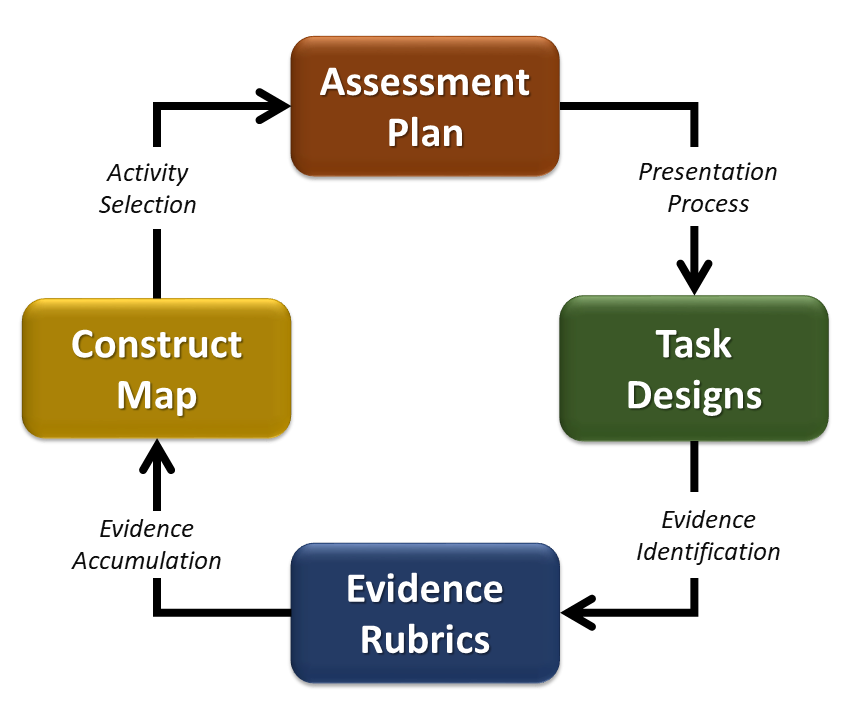 Assessment
Plan
Activity
Selection
Presentation
Process
Construct
Map
Task
Designs
Evidence
Accumulation
Evidence
Identification
Evidence
Rubrics